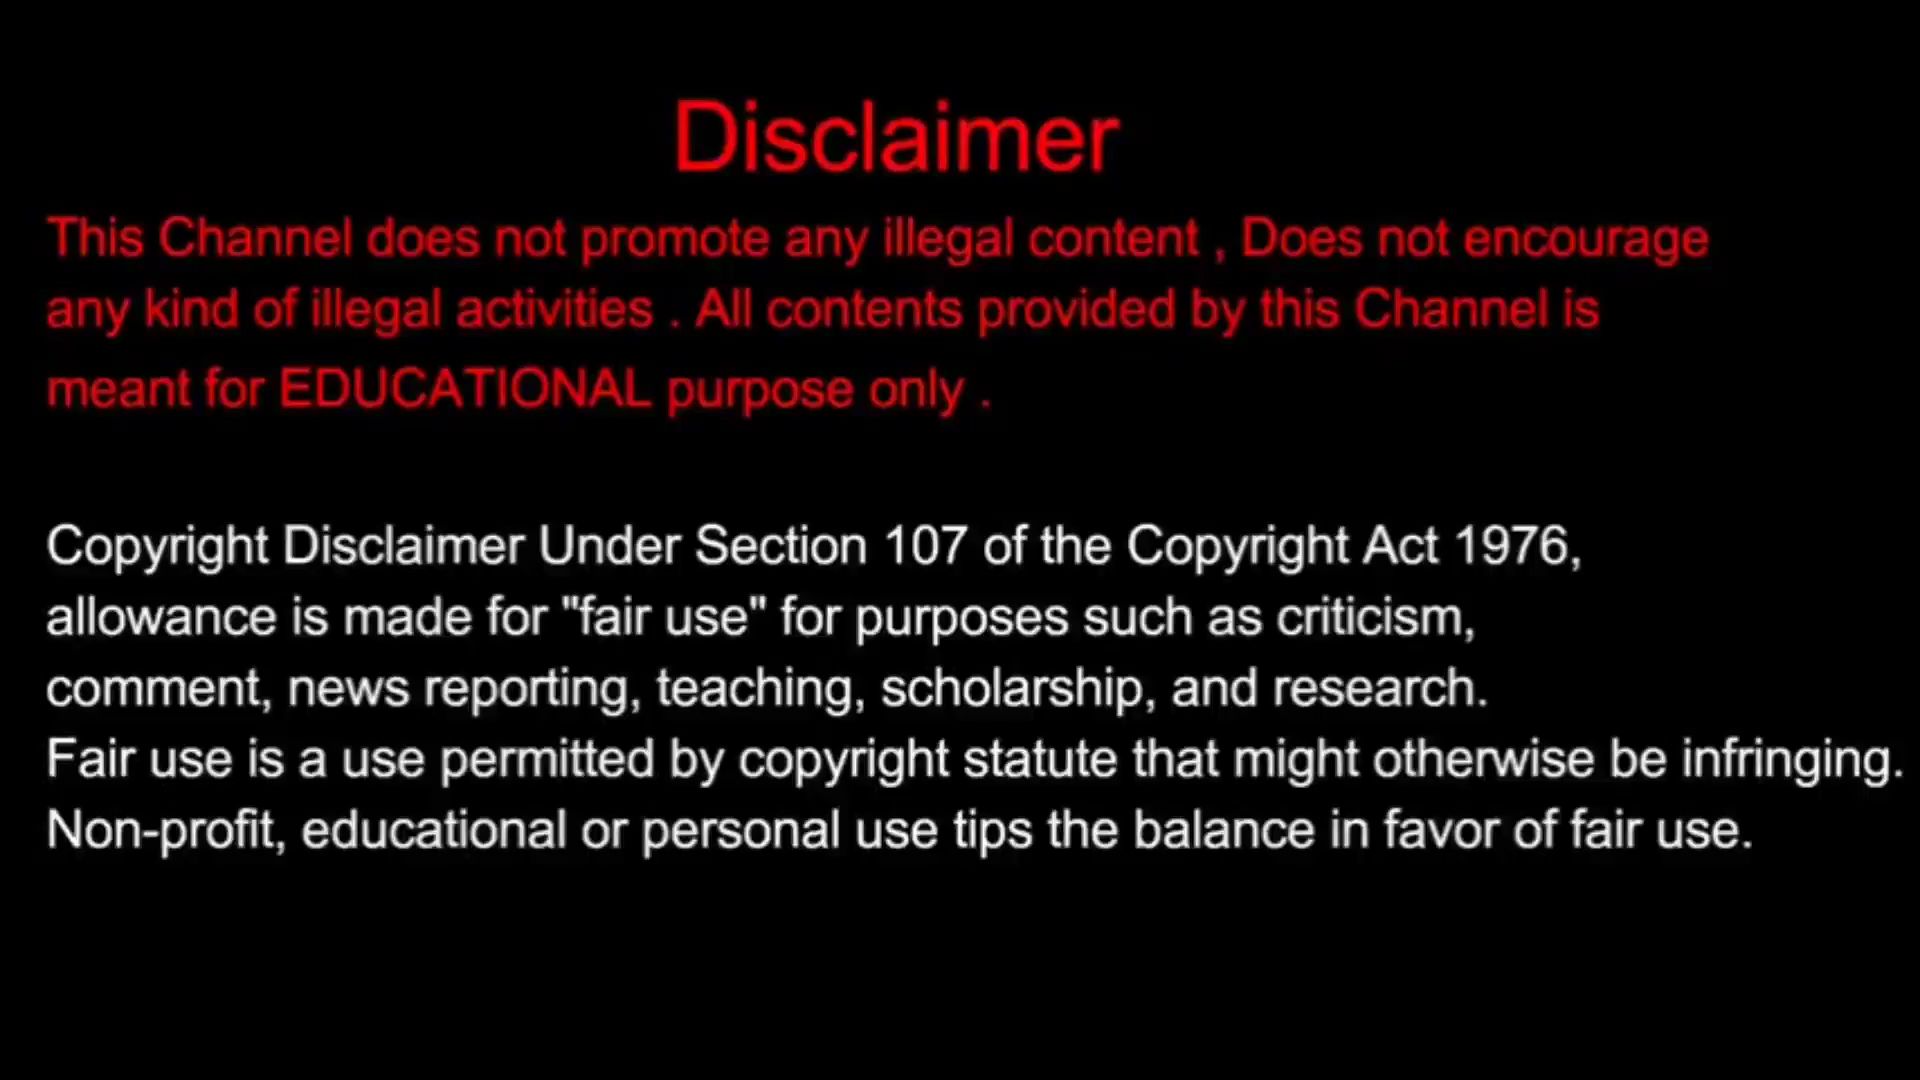 Disclaimer
This Channel does not promote any illegal content , Does not encourage
any kind of illegal activities . All contents provided by this Channel is
meant for EDUCATIONAL purpose only .
Copyright Disclaimer Under Section 107 of the Copyright Act 1976,
allowance is made for "fair use" for purposes such as criticism,
comment, news reporting, teaching, scholarship, and research.
Fair use is a use permitted by copyright statute that might otherwise be infringing.
Non-profit, educational or personal use tips the balance in favor of fair use.